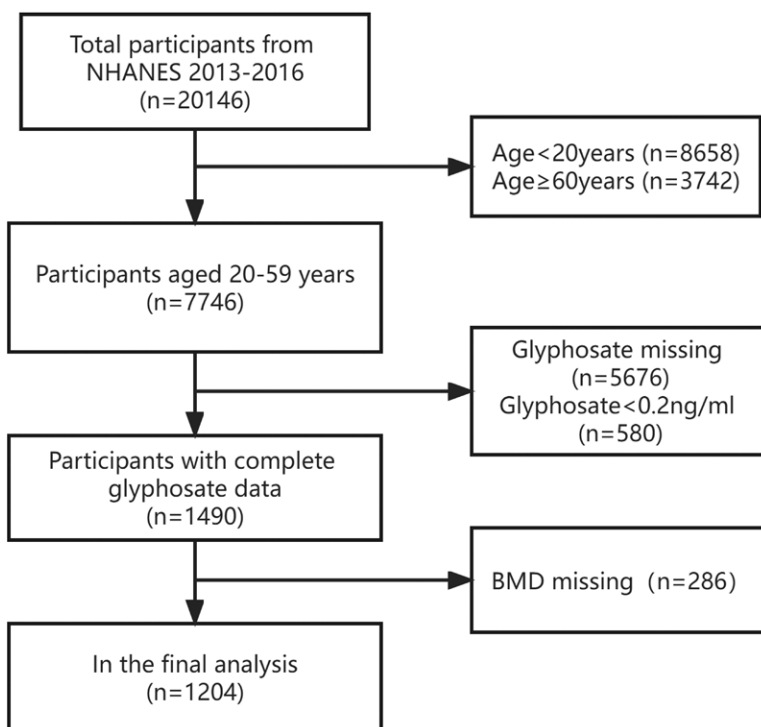 Total participants from
NHANES 2013-2016
(n=20146)
Age<20years (n=8658)
Age≥60years (n=3742)
Participants aged 20-59 years
(n=7746)
Glyphosate missing
(n=5676)
Glyphosate<0.2ng/ml
(n=580)
Participants with complete
glyphosate data
(n=1490)
BMD missing（n=286)
In the final analysis
(n=1204)